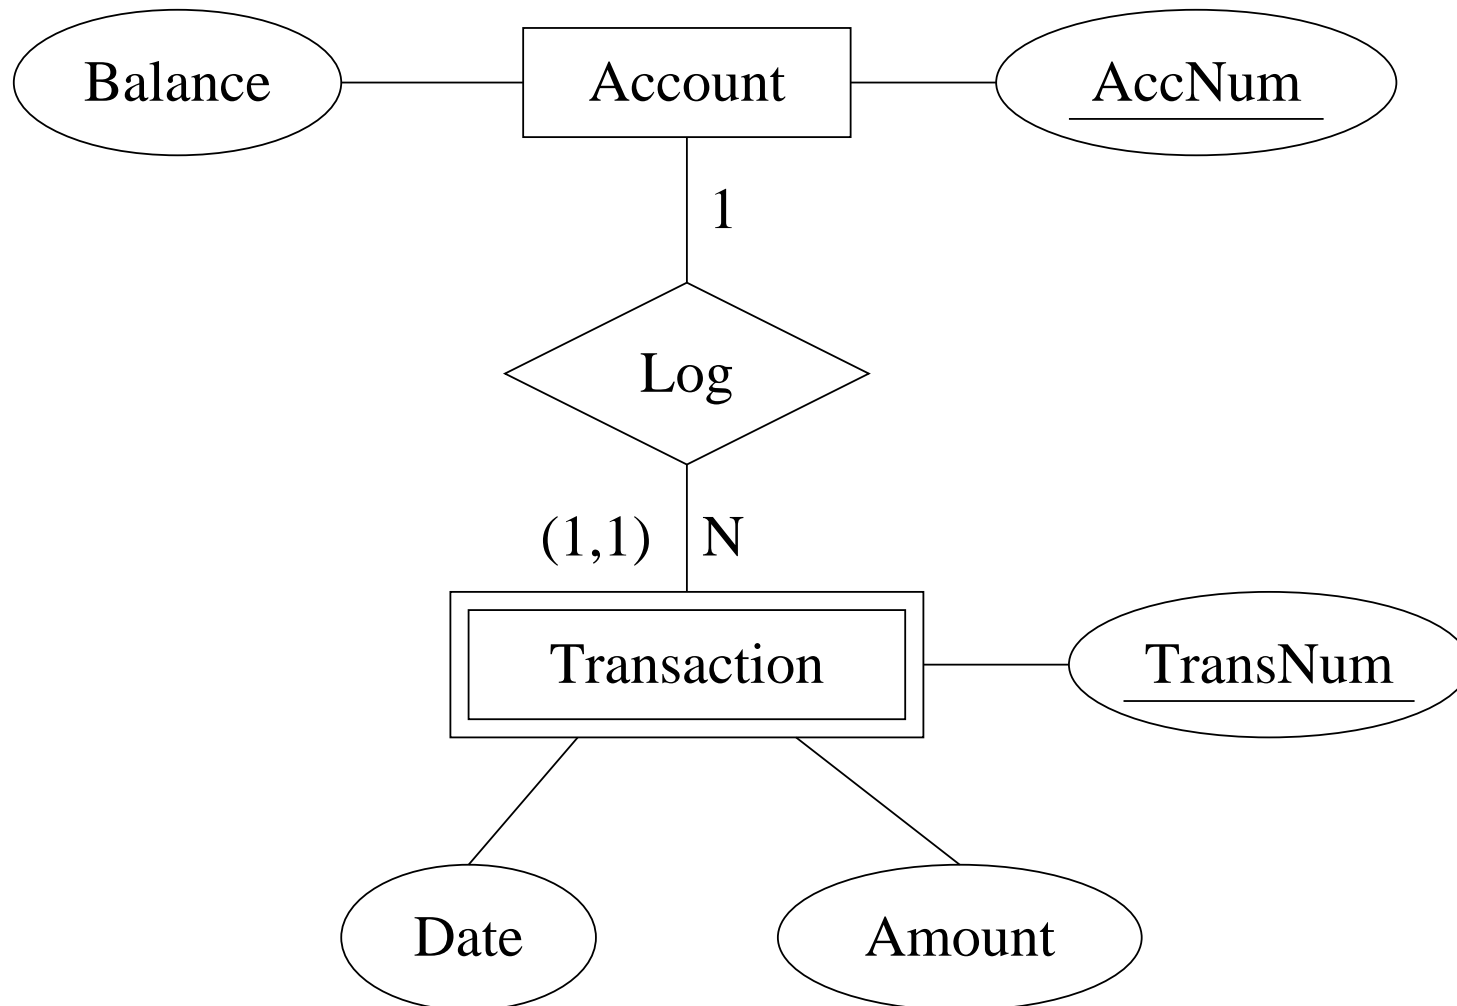 Balance
Account
AccNum
1
Log
(1,1)
N
Transaction
TransNum
Date
Amount